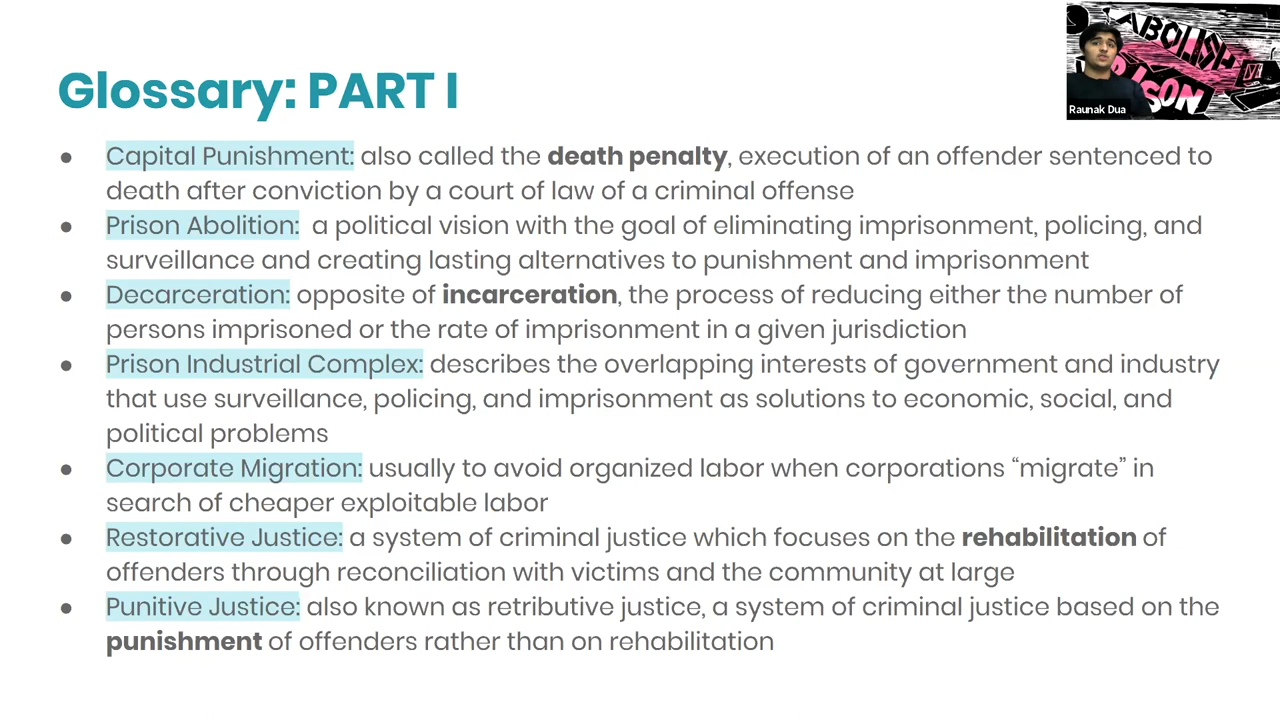 Glossary: PART I
ABOLISH
PRISON
Raunak Dua
● Capital Punishment: also called the death penalty, execution of an offender sentenced to
death after conviction by a court of law of a criminal offense
● Prison Abolition: a political vision with the goal of eliminating imprisonment, policing, and
surveillance and creating lasting alternatives to punishment and imprisonment
● Decarceration: opposite of incarceration, the process of reducing either the number of
persons imprisoned or the rate of imprisonment in a given jurisdiction
● Prison Industrial Complex: describes the overlapping interests of government and industry
that use surveillance, policing, and imprisonment as solutions to economic, social, and
political problems
● Corporate Migration: usually to avoid organized labor when corporations “migrate” in
search of cheaper exploitable labor
● Restorative Justice: a system of criminal justice which focuses on the rehabilitation of
offenders through reconciliation with victims and the community at large
● Punitive Justice: also known as retributive justice, a system of criminal justice based on the
punishment of offenders rather than on rehabilitation